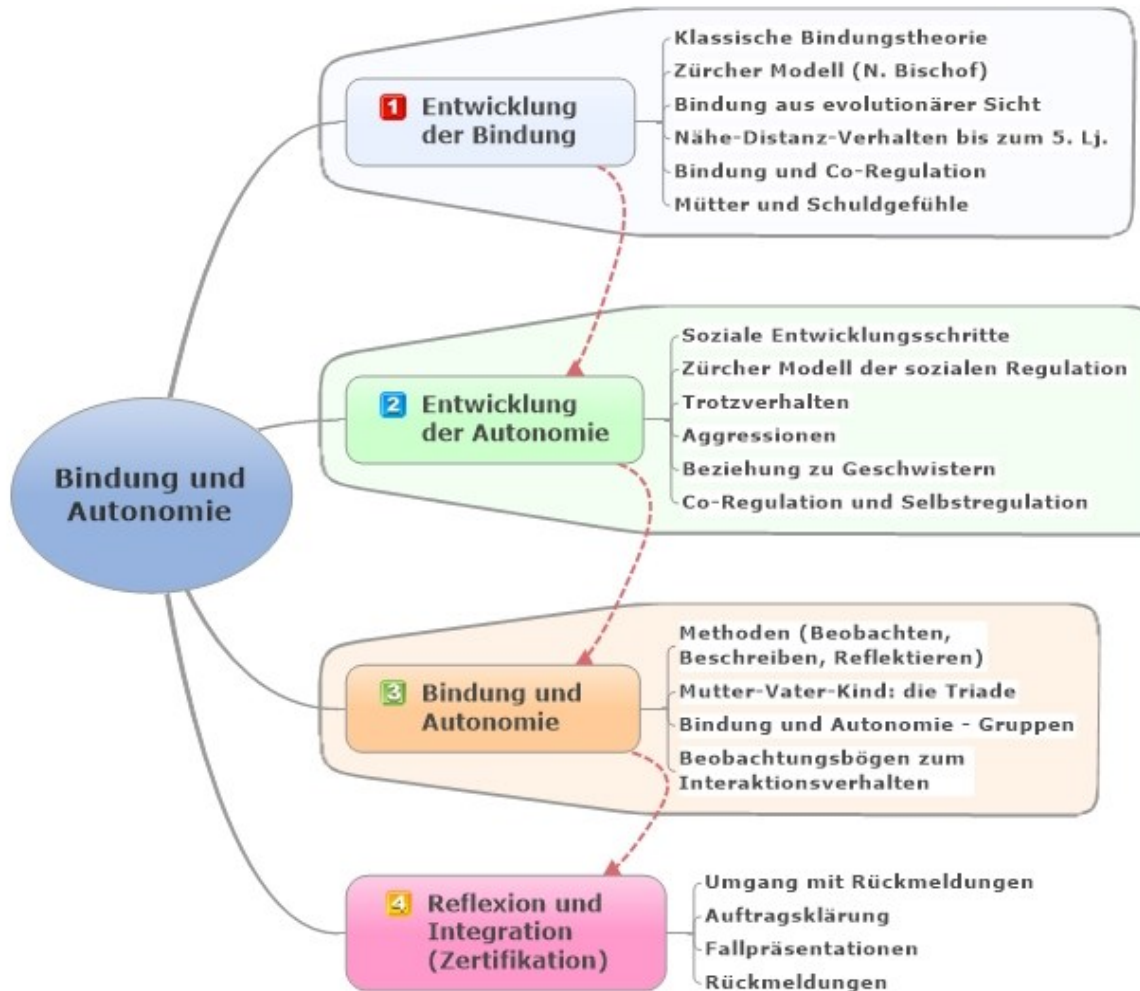 Bindung und
Autonomie
1 Entwicklung
der Bindung
Klassische Bindungstheorie
Zürcher Modell (N. Bischof)
Bindung aus evolutionärer Sicht
Nähe-Distanz-Verhalten bis zum 5. Lj.
Bindung und Co-Regulation
Mütter und Schuldgefühle
2 Entwicklung
der Autonomie
Soziale Entwicklungsschritte
Zürcher Modell der sozialen Regulation
Trotzverhalten
Aggressionen
Beziehung zu Geschwistern
Co-Regulation und Selbstregulation
3 Bindung und
Autonomie
Methoden (Beobachten,
Beschreiben, Reflektieren)
Mutter-Vater-Kind: die Triade
Bindung und Autonomie - Gruppen
Beobachtungsbögen zum
Interaktionsverhalten
4 Reflexion und
Integration
(Zertifikation)
Umgang mit Rückmeldungen
Auftragsklärung
Fallpräsentationen
Rückmeldungen